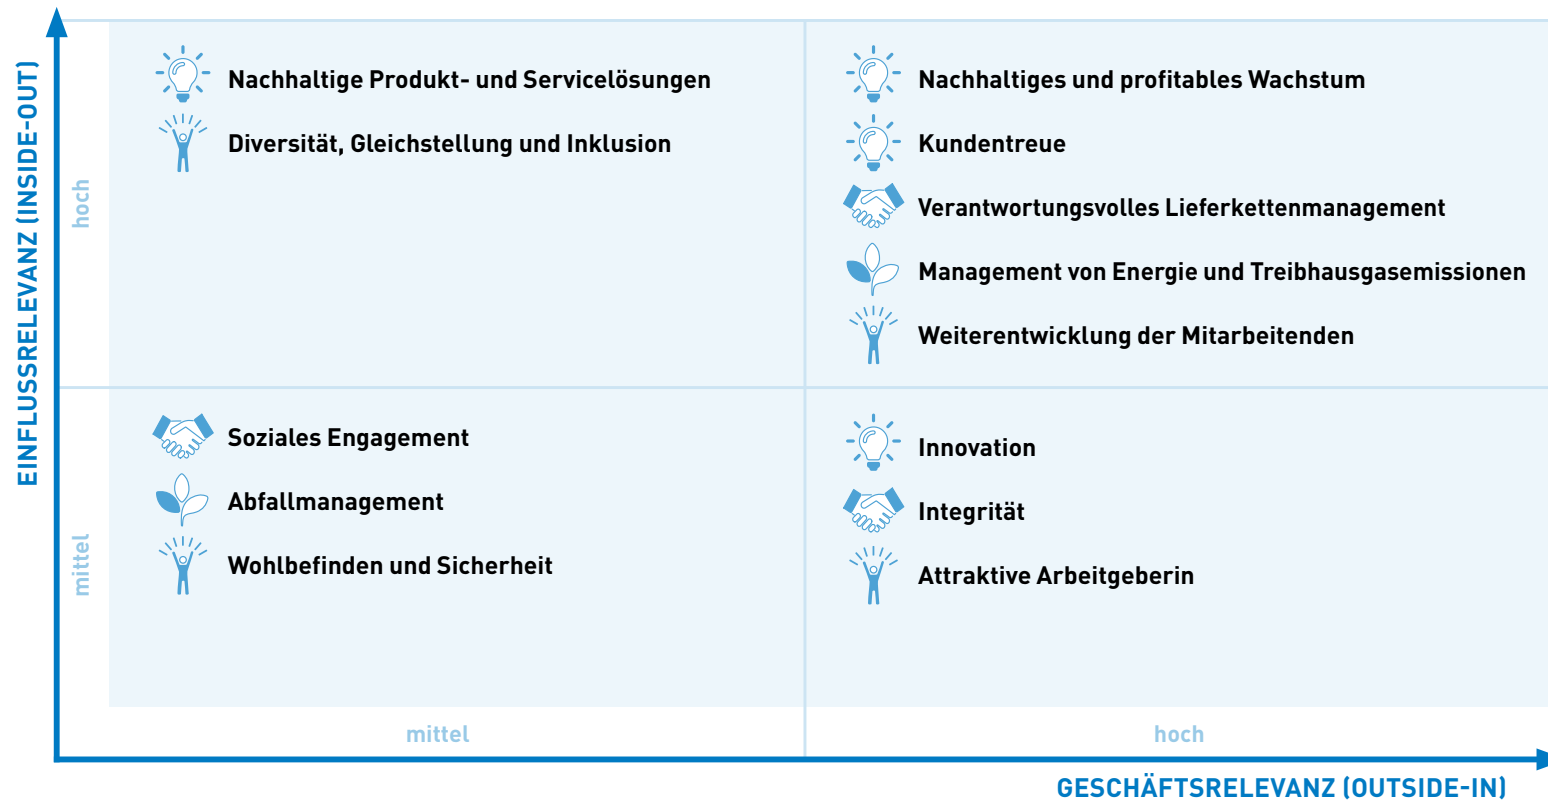 EINFLUSSRELEVANZ (INSIDE-OUT)
hoch
Nachhaltige Produkt- und Servicelösungen
Diversität, Gleichstellung und Inklusion
Nachhaltiges und profitables Wachstum
Kundentreue
Verantwortungsvolles Lieferkettenmanagement
Management von Energie und Treibhausgasemissionen
Weiterentwicklung der Mitarbeitenden
mittel
Soziales Engagement
Abfallmanagement
Wohlbefinden und Sicherheit
Innovation
Integrität
Attraktive Arbeitgeberin
mittel
hoch
GESCHÄFTSRELEVANZ (OUTSIDE-IN)